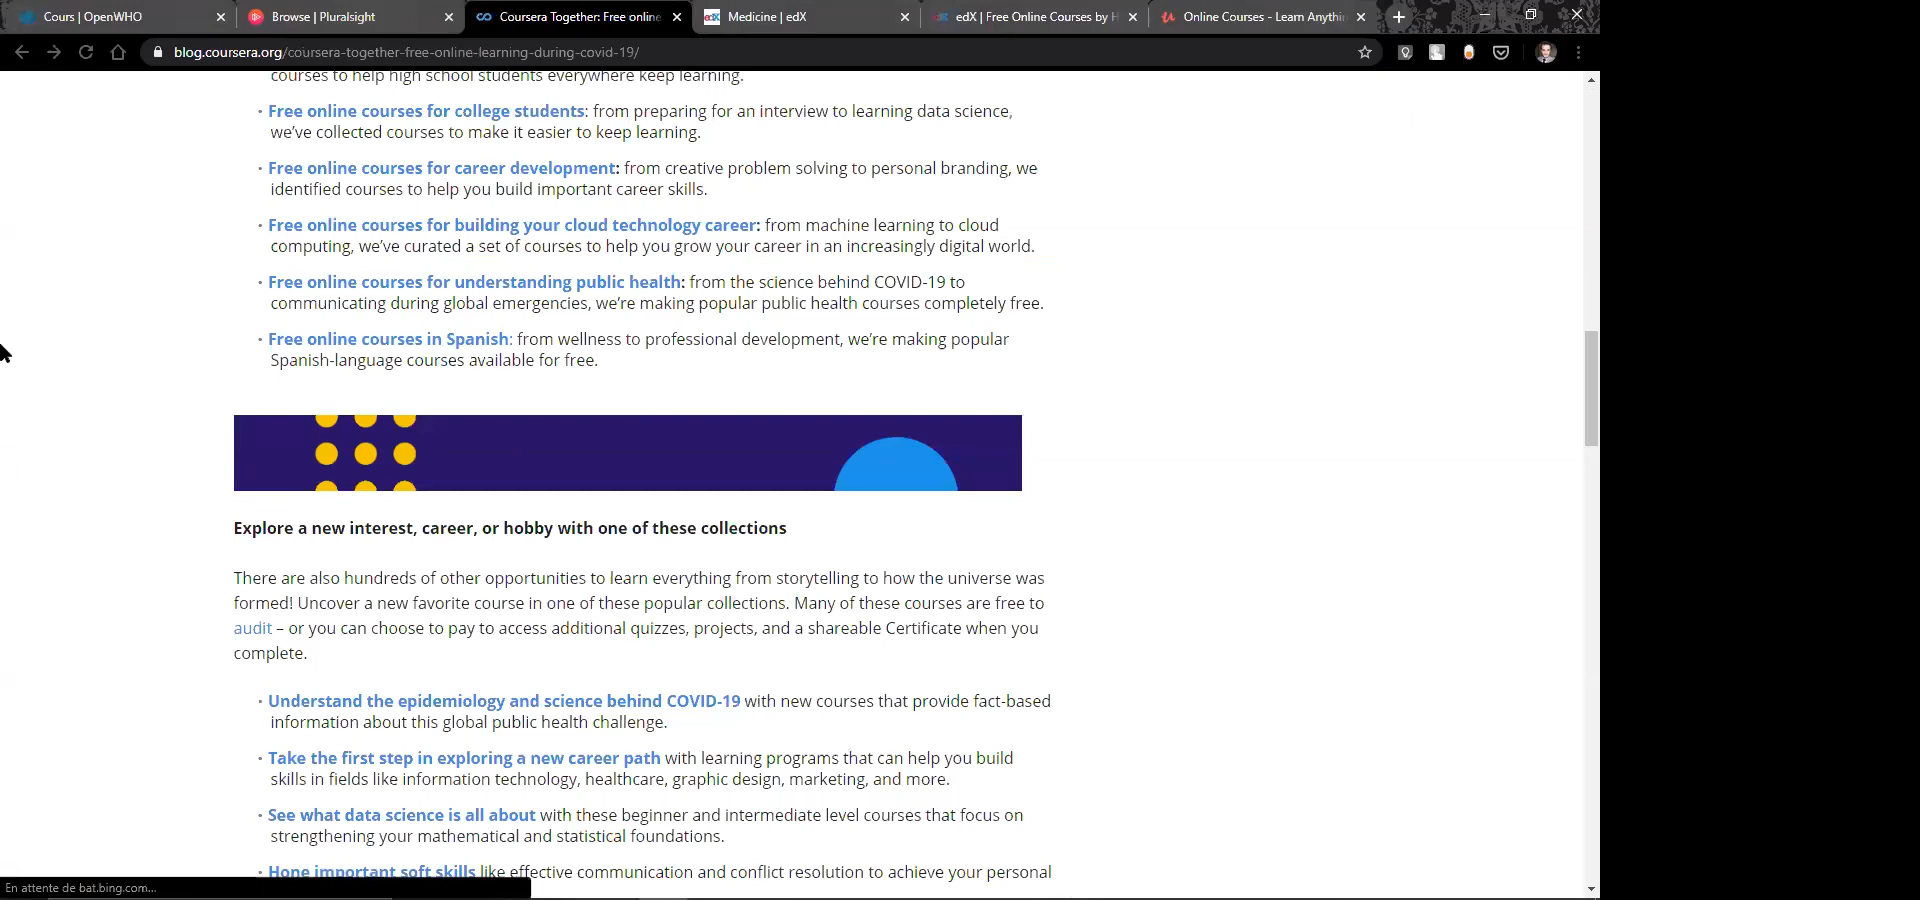 Cours | OpenWHO
Browse | Pluralsight
Coursera Together: Free online
Medicine | edX
edX | Free Online Courses by H
Online Courses - Learn Anythin
blog.coursera.org/coursera-together-free-online-learning-during-covid-19/
courses to help high school students everywhere keep learning.
· Free online courses for college students: from preparing for an interview to learning data science,
we’ve collected courses to make it easier to keep learning.
· Free online courses for career development: from creative problem solving to personal branding, we
identified courses to help you build important career skills.
· Free online courses for building your cloud technology career: from machine learning to cloud
computing, we’ve curated a set of courses to help you grow your career in an increasingly digital world.
· Free online courses for understanding public health: from the science behind COVID-19 to
communicating during global emergencies, we’re making popular public health courses completely free.
· Free online courses in Spanish: from wellness to professional development, we’re making popular
Spanish-language courses available for free.
Explore a new interest, career, or hobby with one of these collections
There are also hundreds of other opportunities to learn everything from storytelling to how the universe was
formed! Uncover a new favorite course in one of these popular collections. Many of these courses are free to
audit – or you can choose to pay to access additional quizzes, projects, and a shareable Certificate when you
complete.
· Understand the epidemiology and science behind COVID-19 with new courses that provide fact-based
information about this global public health challenge.
· Take the first step in exploring a new career path with learning programs that can help you build
skills in fields like information technology, healthcare, graphic design, marketing, and more.
· See what data science is all about with these beginner and intermediate level courses that focus on
strengthening your mathematical and statistical foundations.
· Hone important soft skills like effective communication and conflict resolution to achieve your personal
En attente de bat.bing.com...